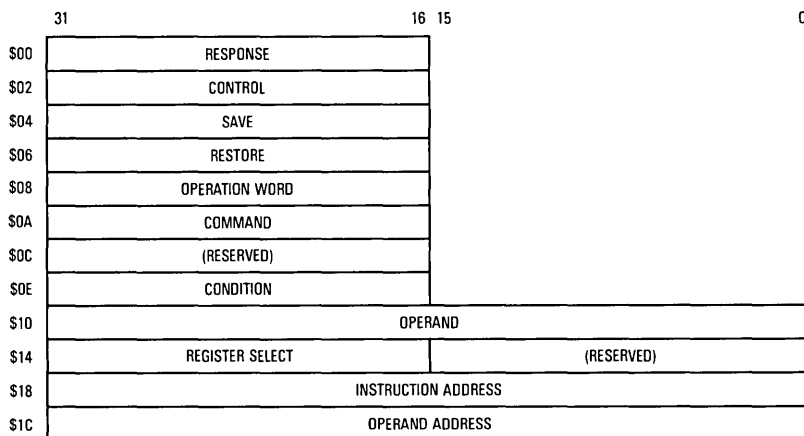 31 16 15 0
$00 RESPONSE
$02 CONTROL
$04 SAVE
$06 RESTORE
$08 OPERATION WORD
$0A COMMAND
$0C (RESERVED)
$0E CONDITION
$10 OPERAND
$14 REGISTER SELECT (RESERVED)
$18 INSTRUCTION ADDRESS
$1C OPERAND ADDRESS